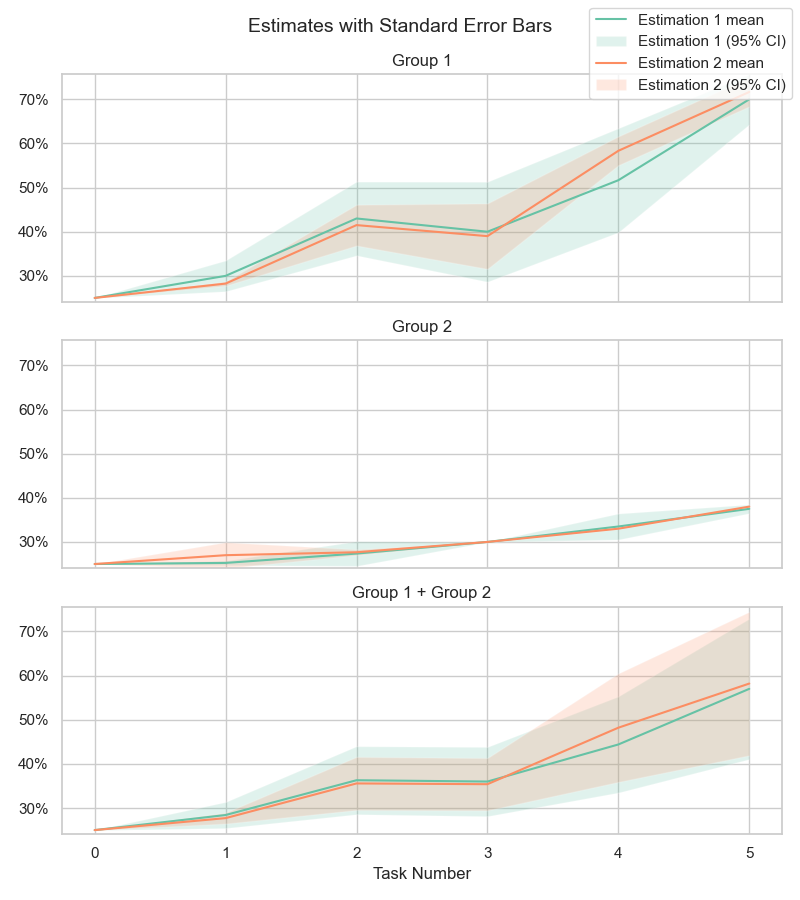 Estimates with Standard Error Bars
Estimation 1 mean
Estimation 1 (95% CI)
Estimation 2 mean
Estimation 2 (95% CI)
Group 1
70%
60%
50%
40%
30%
Group 2
70%
60%
50%
40%
30%
Group 1 + Group 2
70%
60%
50%
40%
30%
0 1 2 3 4 5
Task Number